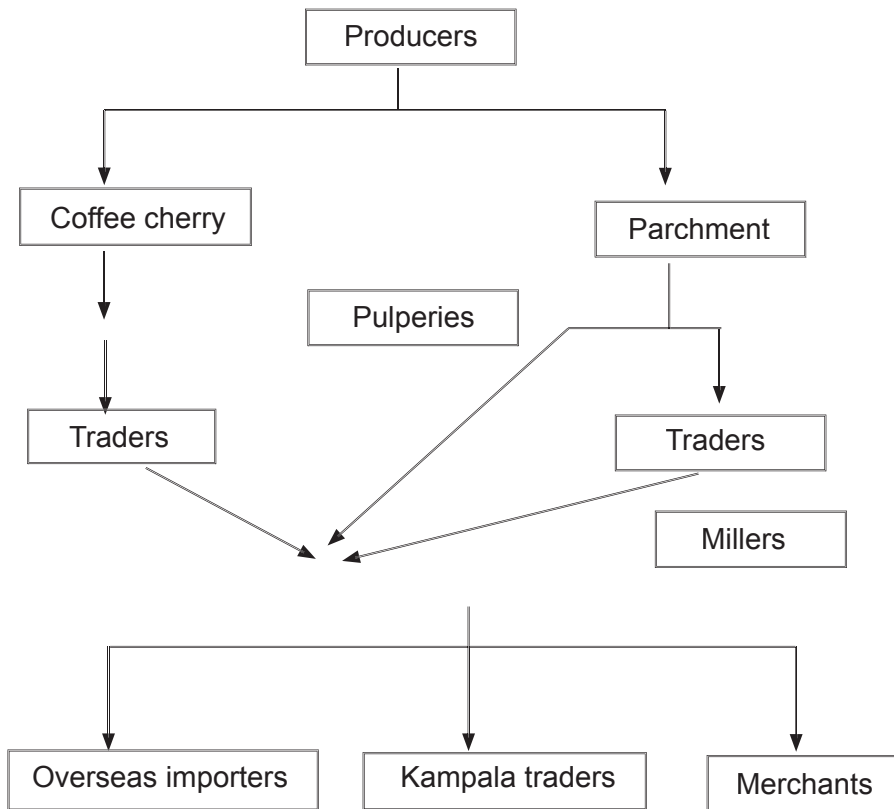 Producers
Coffee cherry
Parchment
Pulperies
Traders
Traders
Millers
Overseas importers
Kampala traders
Merchants